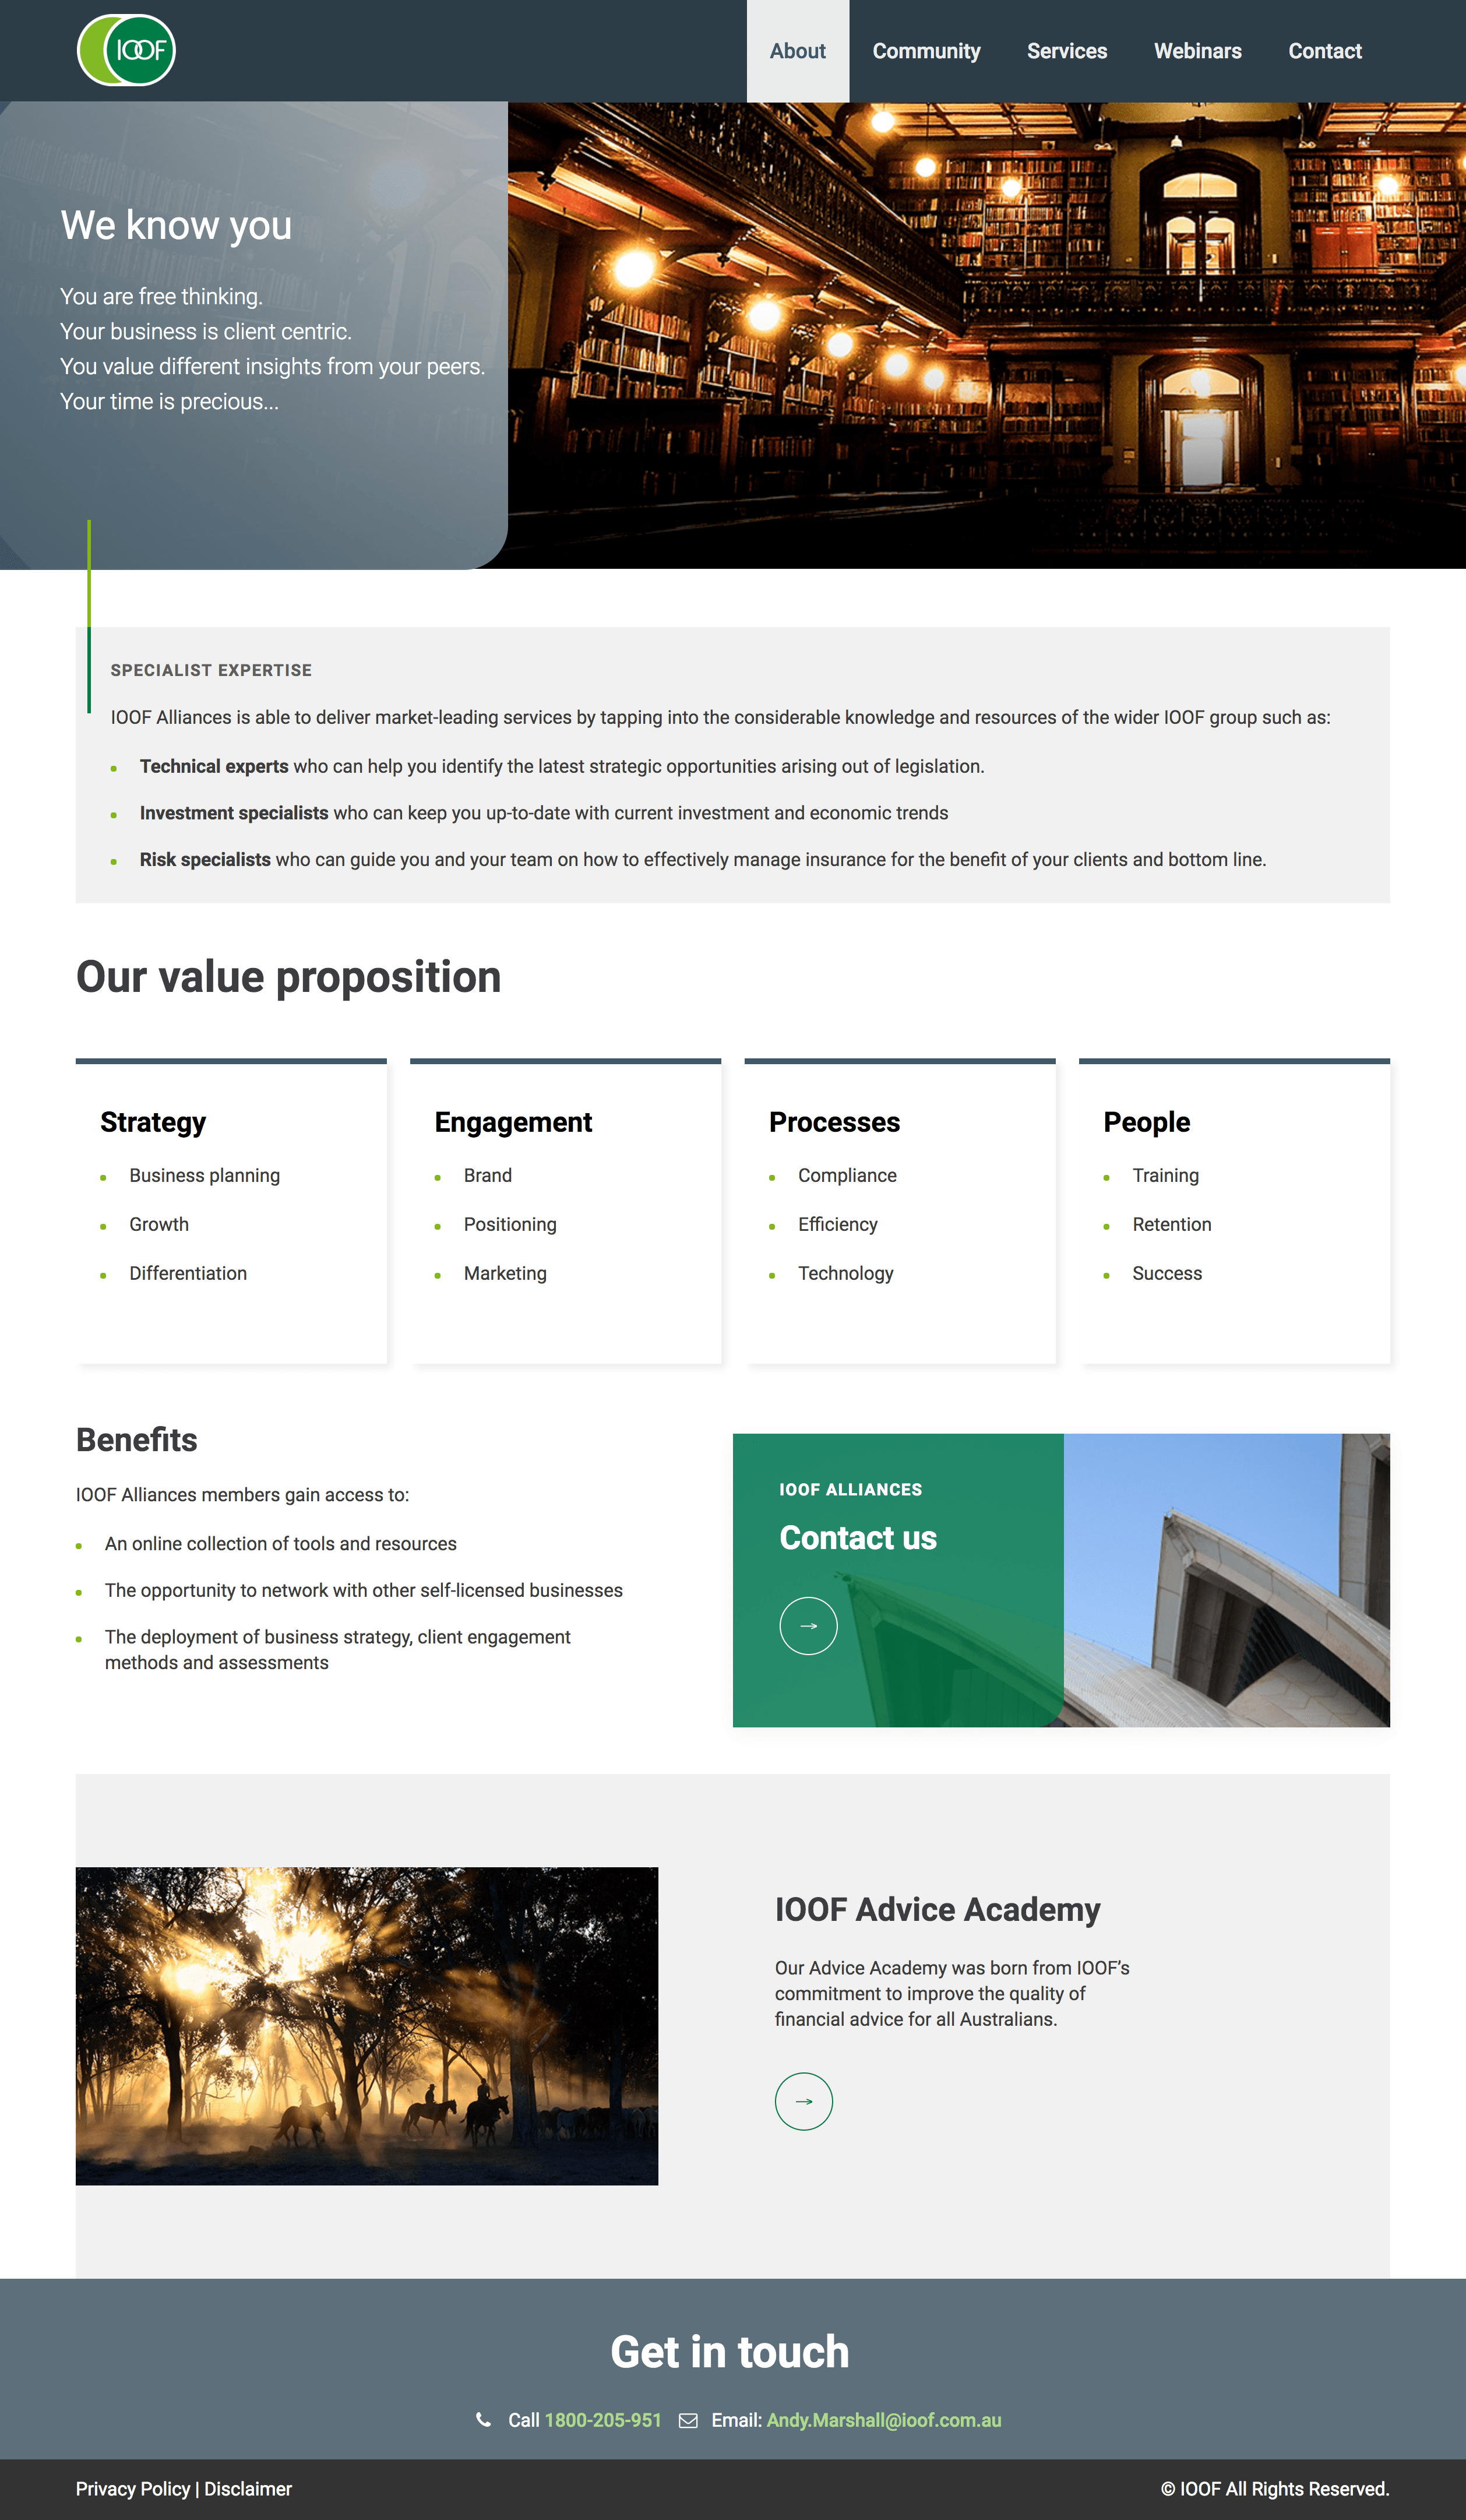 IOOF
About
Community
Services
Webinars
Contact
We know you
You are free thinking.
Your business is client centric.
You value different insights from your peers.
Your time is precious...
SPECIALIST EXPERTISE
IOOF Alliances is able to deliver market-leading services by tapping into the considerable knowledge and resources of the wider IOOF group such as:
Technical experts who can help you identify the latest strategic opportunities arising out of legislation.
Investment specialists who can keep you up-to-date with current investment and economic trends
Risk specialists who can guide you and your team on how to effectively manage insurance for the benefit of your clients and bottom line.
Our value proposition
Strategy
Business planning
Growth
Differentiation
Engagement
Brand
Positioning
Marketing
Processes
Compliance
Efficiency
Technology
People
Training
Retention
Success
Benefits
IOOF Alliances members gain access to:
An online collection of tools and resources
The opportunity to network with other self-licensed businesses
The deployment of business strategy, client engagement
methods and assessments
IOOF ALLIANCES
Contact us
IOOF Advice Academy
Our Advice Academy was born from IOOF’s
commitment to improve the quality of
financial advice for all Australians.
Get in touch
Call 1800-205-951 Email: Andy.Marshall@ioof.com.au
Privacy Policy | Disclaimer
© IOOF All Rights Reserved.